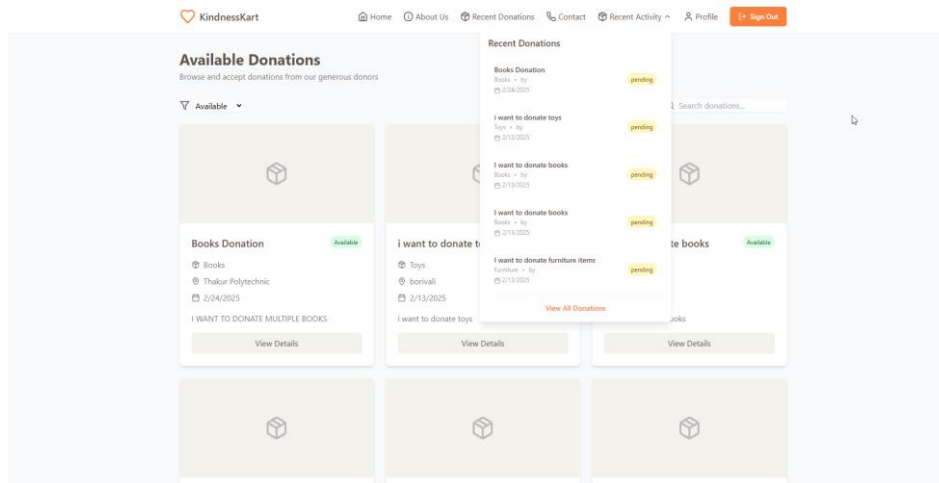 KindnessKart
Home About Us Recent Donations Contact Recent Activity Profile Sign Out
Available Donations
Browse and accept donations from our generous donors
Available
Search donations...
Recent Donations
Books Donation
Books • by
2/24/2025
pending
i want to donate toys
Toys • by
2/13/2025
pending
I want to donate books
Books • by
2/13/2025
pending
I want to donate books
Books • by
2/13/2025
pending
I want to donate furniture items
Furniture • by
2/13/2025
pending
View All Donations
Books Donation
Available
Books
Thakur Polytechnic
2/24/2025
I WANT TO DONATE MULTIPLE BOOKS
View Details
i want to donate t
Toys
borivali
2/13/2025
i want to donate toys
View Details
te books
Available
ooks
View Details